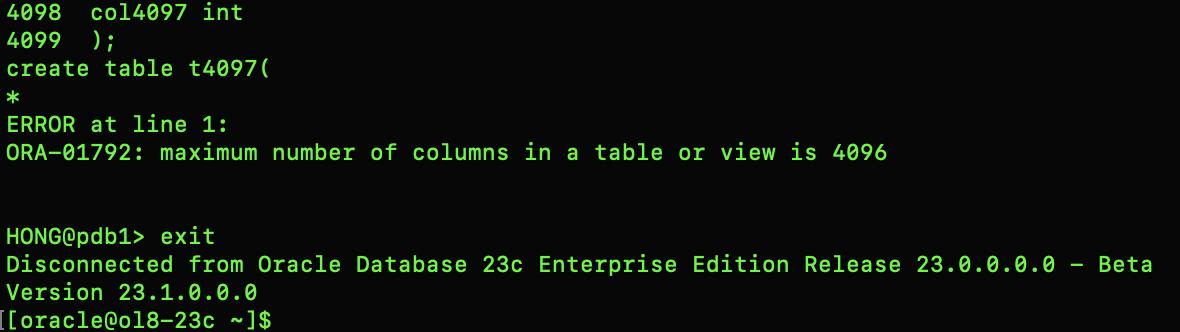 4098  col4097 int
4099  );
create table t4097(
*
ERROR at line 1:
ORA-01792: maximum number of columns in a table or view is 4096
HONG@pdb1> exit
Disconnected from Oracle Database 23c Enterprise Edition Release 23.0.0.0.0 – Beta
Version 23.1.0.0.0
[[oracle@ol8-23c ~]$